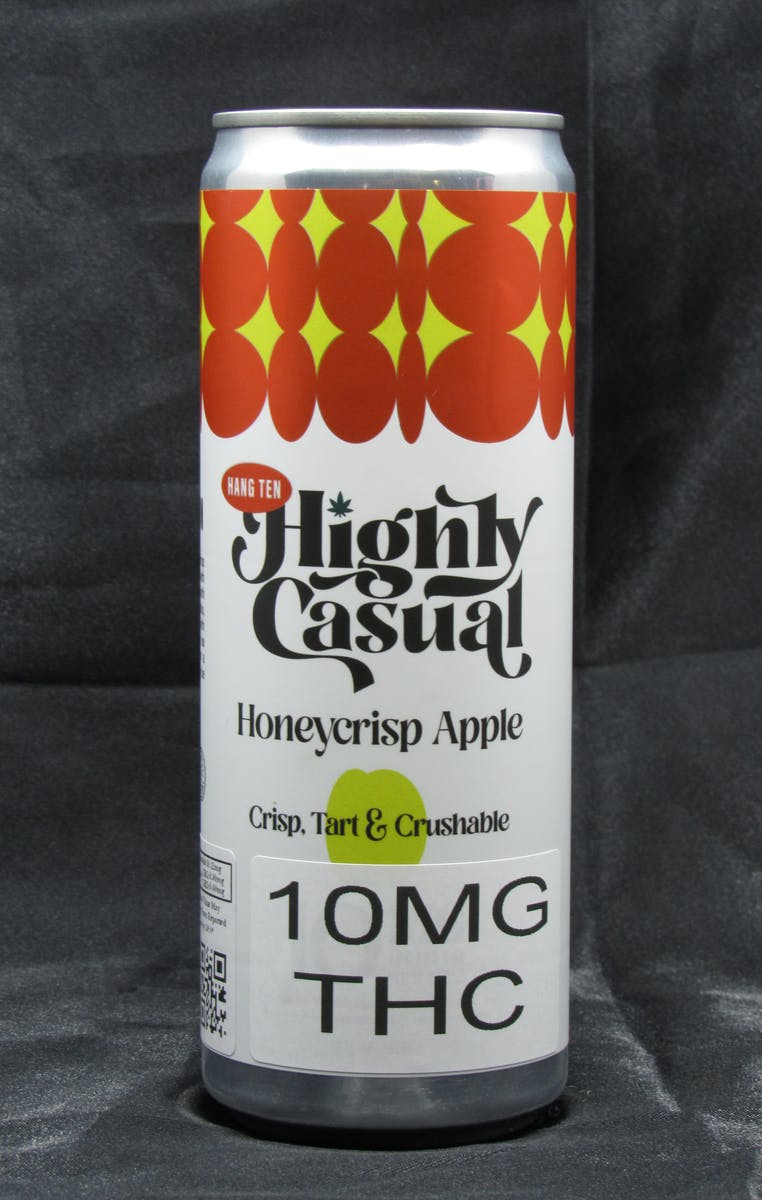 HANG TEN
Highly
Casual
Honeycrisp Apple
Crisp, Tart & Crushable
10MG
THC